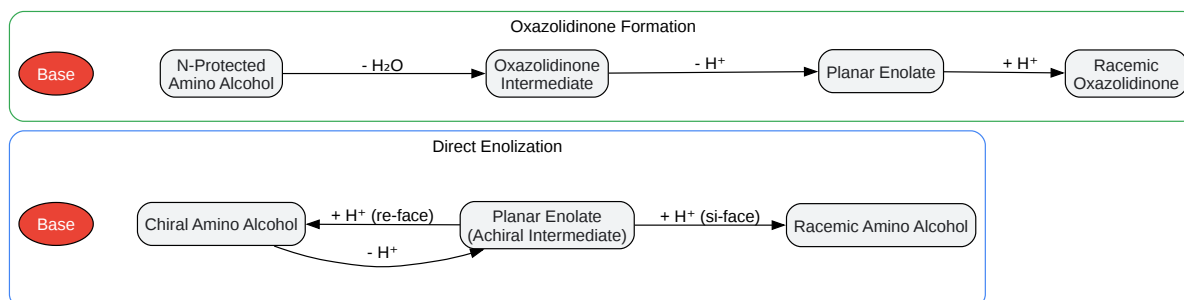 Oxazolidinone Formation
Base
N-Protected
Amino Alcohol
- H₂O
Oxazolidinone
Intermediate
- H⁺
Planar Enolate
+ H⁺
Racemic
Oxazolidinone
Direct Enolization
Base
Chiral Amino Alcohol
+ H⁺ (re-face)
- H⁺
Planar Enolate
(Achiral Intermediate)
+ H⁺ (si-face)
Racemic Amino Alcohol